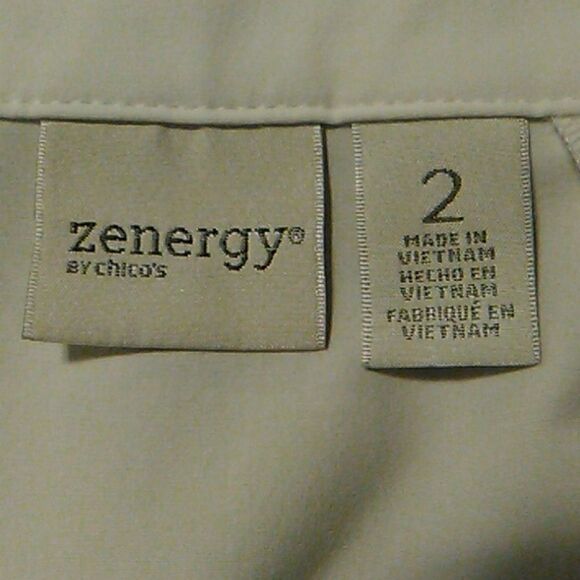 zenergy®
BY chico's
2
MADE IN
VIETNAM
HECHO EN
VIETNAM
FABRIQUÉ EN
VIETNAM